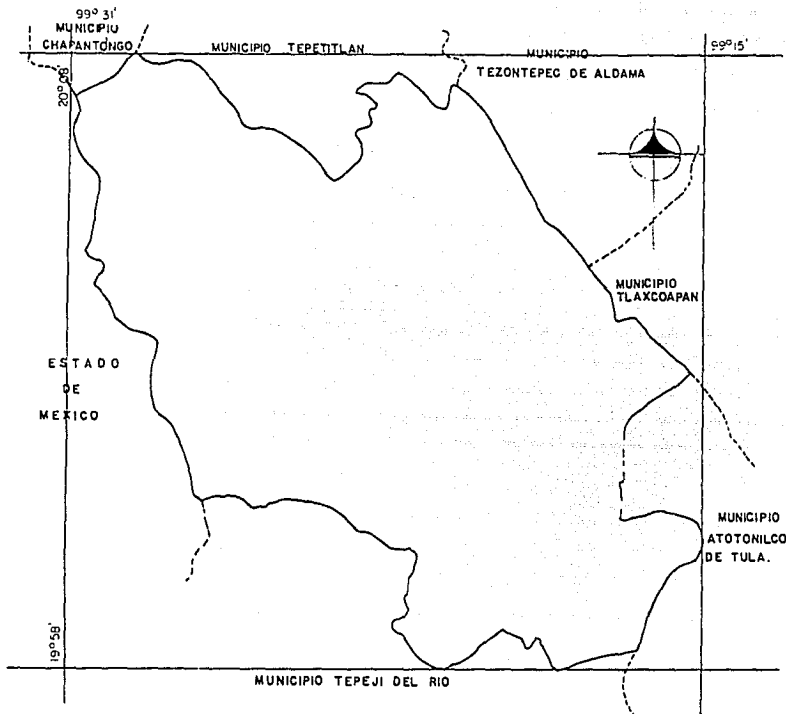 99° 31'
MUNICIPIO
CHAPANTONGO
MUNICIPIO TEPETITLAN
MUNICIPIO
TEZONTEPEC DE ALDAMA
99° 15'
20° 08'
MUNICIPIO
TLAXCOAPAN
ESTADO
DE
MEXICO
MUNICIPIO
ATOTONILCO
DE TULA.
19° 58'
MUNICIPIO TEPEJI DEL RIO